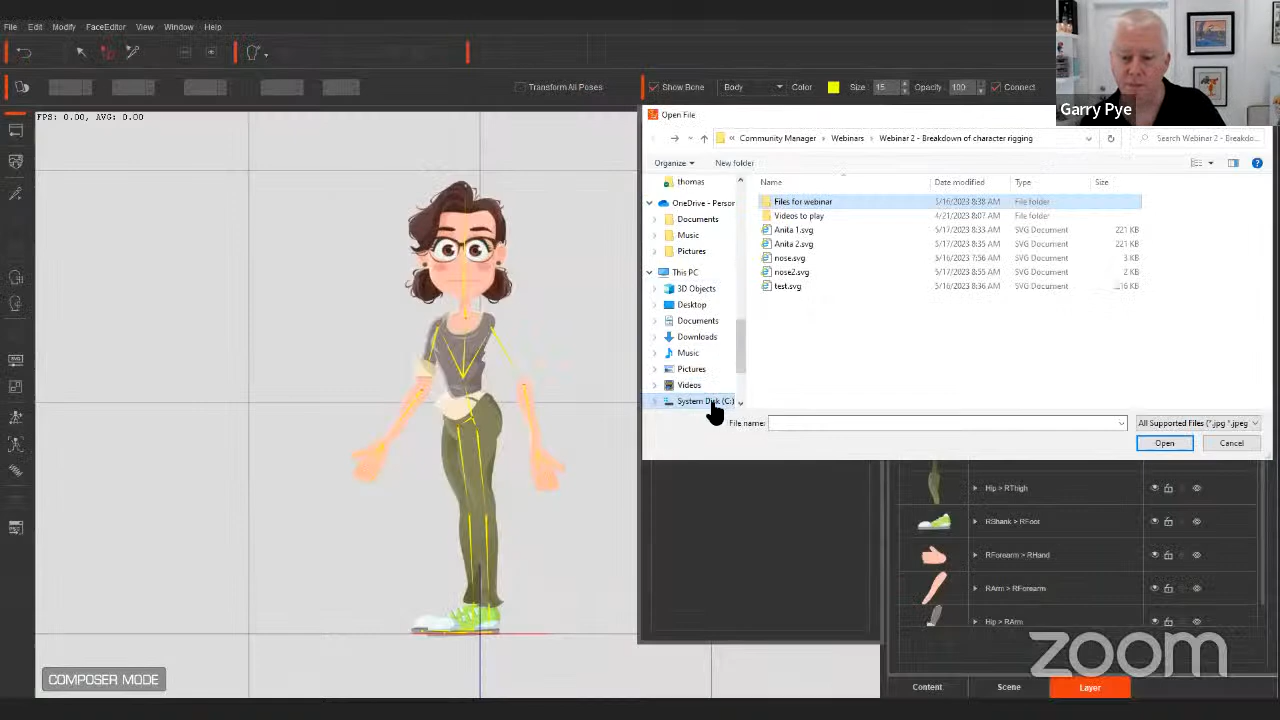 File Edit Modify FaceEditor View Window Help
Transform All Poses
Show Bone Body Color Size 15 Opacity 100 Connect
Garry Pye
FPS: 0.00, AVG: 0.00
Open File
« Community Manager > Webinars > Webinar 2 - Breakdown of character rigging
Search Webinar 2 - Breakdo...
Organize New folder
Name Date modified Type Size
thomas
OneDrive - Person
Documents
Music
Pictures
This PC
3D Objects
Desktop
Documents
Downloads
Music
Pictures
Videos
System Disk (C:)
Files for webinar 5/16/2023 8:38 AM File folder
Videos to play 4/21/2023 8:07 AM File folder
Anita 1.svg 5/17/2023 8:33 AM SVG Document 221 KB
Anita 2.svg 5/17/2023 8:35 AM SVG Document 221 KB
nose.svg 5/16/2023 7:56 AM SVG Document 3 KB
nose2.svg 5/17/2023 8:55 AM SVG Document 2 KB
test.svg 5/16/2023 8:36 AM SVG Document KB
File name: All Supported Files (*.jpg *.jpeg
Open Cancel
Hip > RThigh
RShank > RFoot
RForearm > RHand
RArm > RForearm
Hip > RArm
zoom
COMPOSER MODE
Content Scene Layer